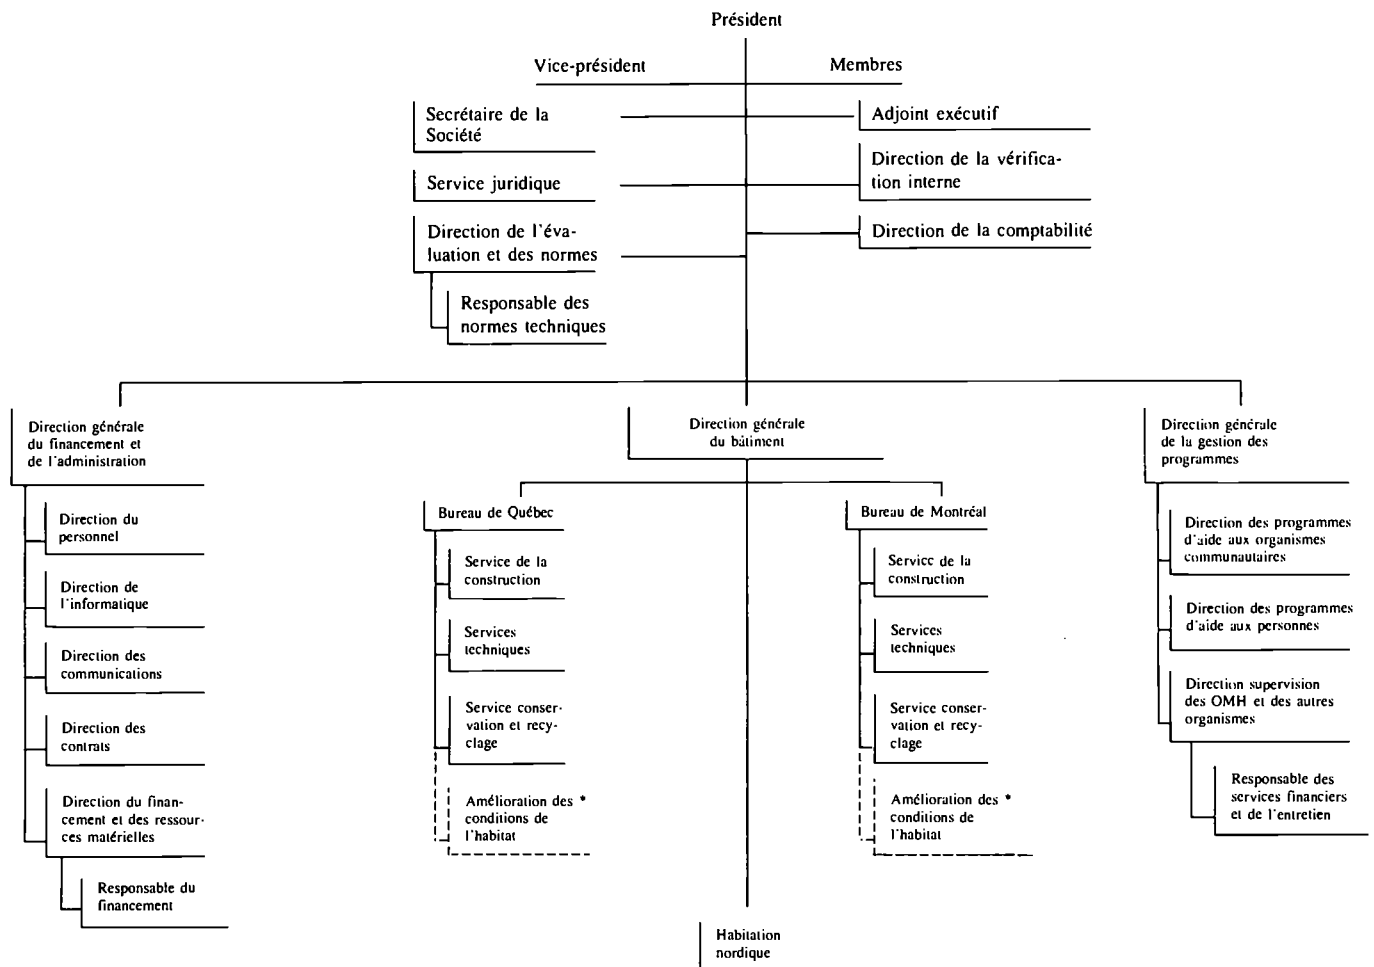 Président
Vice-président
Membres
Secrétaire de la
Société
Adjoint exécutif
Service juridique
Direction de la vérifica-
tion interne
Direction de l'éva-
luation et des normes
Direction de la comptabilité
Responsable des
normes techniques
Direction générale
du financement et
de l'administration
Direction du
personnel
Direction de
l'informatique
Direction des
communications
Direction des
contrats
Direction du finan-
cement et des ressour-
ces matérielles
Responsable du
financement
Direction générale
du bâtiment
Bureau de Québec
Service de la
construction
Services
techniques
Service conser-
vation et recy-
clage
Amélioration des *
conditions de
l'habitat
Bureau de Montréal
Service de la
construction
Services
techniques
Service conser-
vation et recy-
clage
Amélioration des *
conditions de
l'habitat
Habitation
nordique
Direction générale
de la gestion des
programmes
Direction des programmes
d'aide aux organismes
communautaires
Direction des programmes
d'aide aux personnes
Direction supervision
des OMH et des autres
organismes
Responsable des
services financiers
et de l'entretien